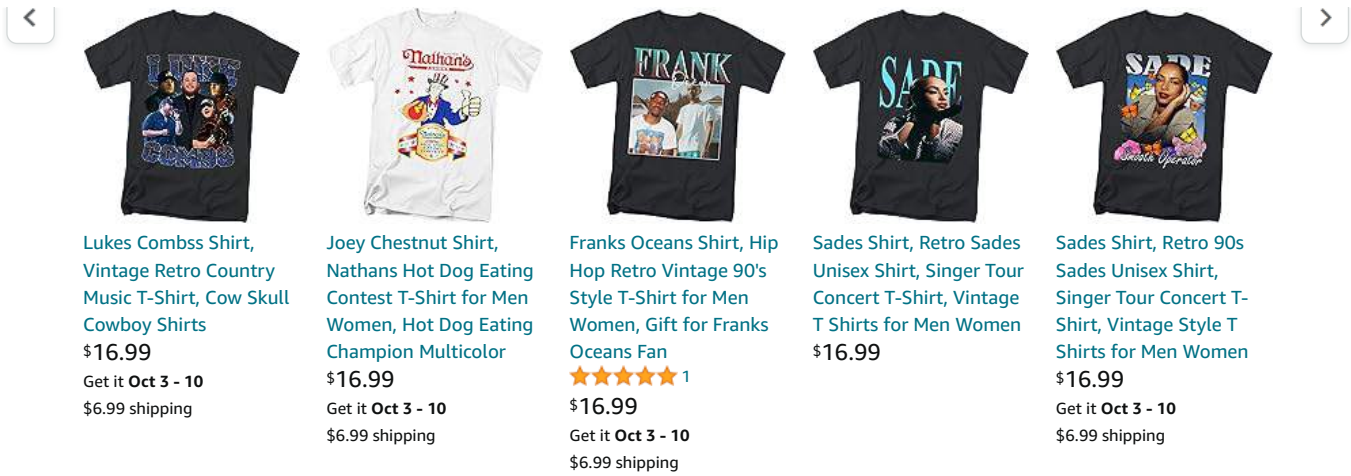 LUKE
COMBS
Lukes Combss Shirt,
Vintage Retro Country
Music T-Shirt, Cow Skull
Cowboy Shirts
$16.99
Get it Oct 3 - 10
$6.99 shipping
Nathan's
FAMOUS
Joey Chestnut Shirt,
Nathans Hot Dog Eating
Contest T-Shirt for Men
Women, Hot Dog Eating
Champion Multicolor
$16.99
Get it Oct 3 - 10
$6.99 shipping
FRANK
Franks Oceans Shirt, Hip
Hop Retro Vintage 90's
Style T-Shirt for Men
Women, Gift for Franks
Oceans Fan
1
$16.99
Get it Oct 3 - 10
$6.99 shipping
SADE
Sades Shirt, Retro Sades
Unisex Shirt, Singer Tour
Concert T-Shirt, Vintage
T Shirts for Men Women
$16.99
SADE
Smooth Operator
Sades Shirt, Retro 90s
Sades Unisex Shirt,
Singer Tour Concert T-
Shirt, Vintage Style T
Shirts for Men Women
$16.99
Get it Oct 3 - 10
$6.99 shipping